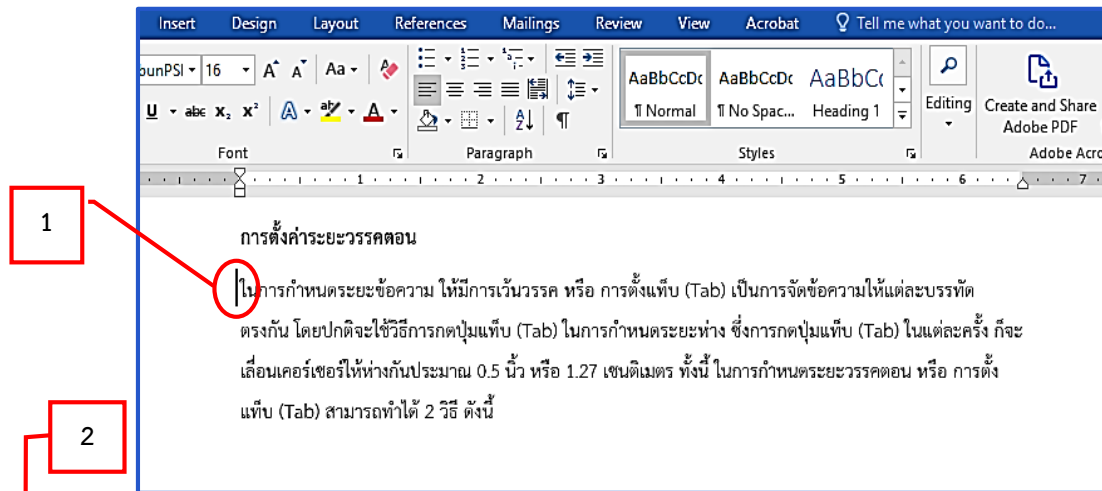 Insert Design Layout References Mailings Review View Acrobat Tell me what you want to do...
16 A A Aa
U abc X₂ X² A aby A
AaBbCcDc AaBbCcDc AaBbC
¶ Normal ¶ No Spac... Heading 1
Editing
Create and Share
Adobe PDF
Font Paragraph Styles Adobe Acro
1 2 3 4 5 6 7
1
การตั้งค่าระยะวรรคตอน
ในการกำหนดระยะข้อความ ให้มีการเว้นวรรค หรือ การตั้งแท็บ (Tab) เป็นการจัดข้อความให้แต่ละบรรทัด
ตรงกัน โดยปกติจะใช้วิธีการกดปุ่มแท็บ (Tab) ในการกำหนดระยะห่าง ซึ่งการกดปุ่มแท็บ (Tab) ในแต่ละครั้ง ก็จะ
เลื่อนเคอร์เซอร์ให้ห่างกันประมาณ 0.5 นิ้ว หรือ 1.27 เซนติเมตร ทั้งนี้ ในการกำหนดระยะวรรคตอน หรือ การตั้ง
แท็บ (Tab) สามารถทำได้ 2 วิธี ดังนี้
2